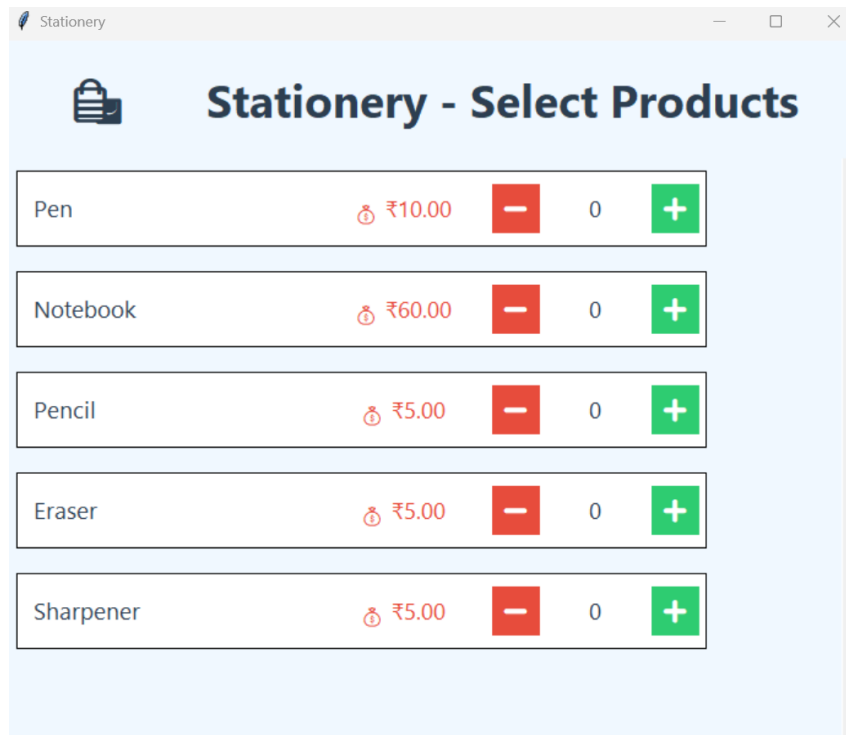 Stationery
Stationery - Select Products
Pen ₹10.00 0
Notebook ₹60.00 0
Pencil ₹5.00 0
Eraser ₹5.00 0
Sharpener ₹5.00 0